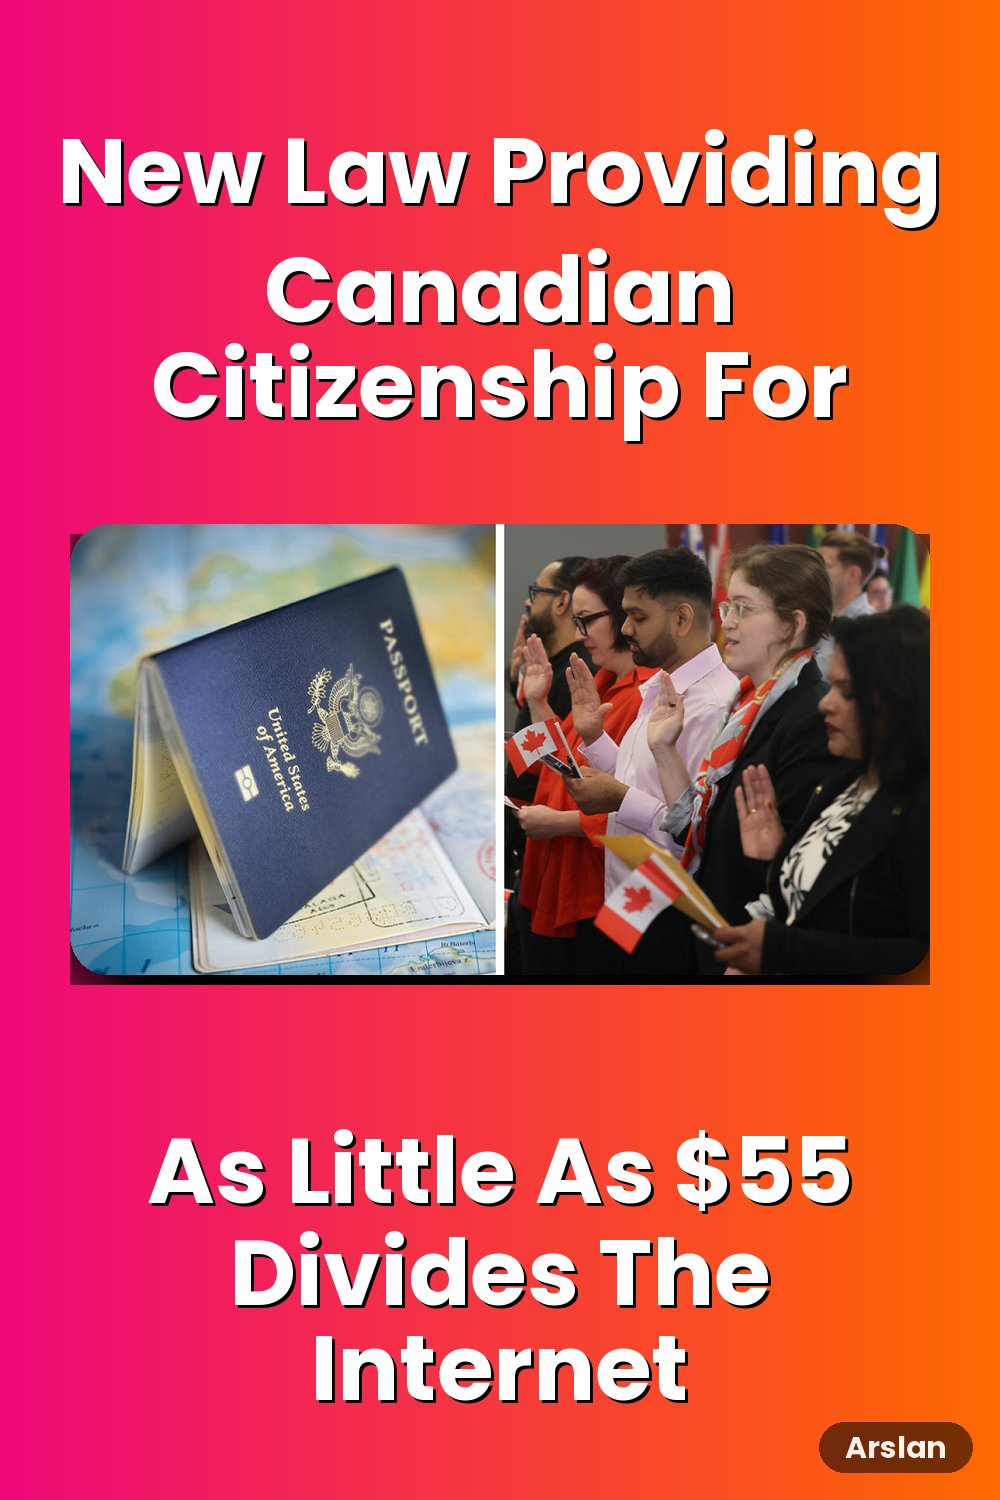 New Law Providing
Canadian
Citizenship For
PASSPORT
United States
of America
As Little As $55
Divides The
Internet
Arslan